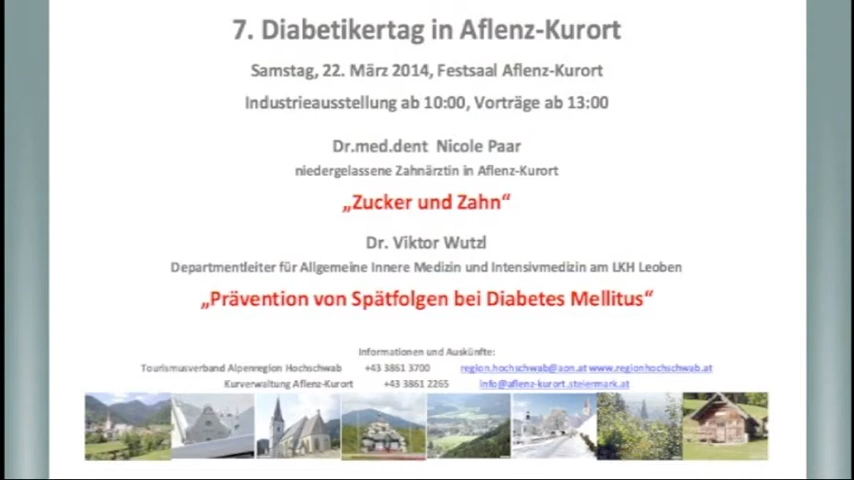 7. Diabetikertag in Aflenz-Kurort
Samstag, 22. März 2014, Festsaal Aflenz-Kurort
Industrieausstellung ab 10:00, Vorträge ab 13:00
Dr.med.dent Nicole Paar
niedergelassene Zahnärztin in Aflenz-Kurort
„Zucker und Zahn“
Dr. Viktor Wutzl
Departmentleiter für Allgemeine Innere Medizin und Intensivmedizin am LKH Leoben
„Prävention von Spätfolgen bei Diabetes Mellitus“
Informationen und Auskünfte:
Tourismusverband Alpenregion Hochschwab +43 3861 3700 region.hochschwab@aon.at www.regionhochschwab.at
Kurverwaltung Aflenz-Kurort +43 3861 2265 info@aflenz-kurort.steiermark.at